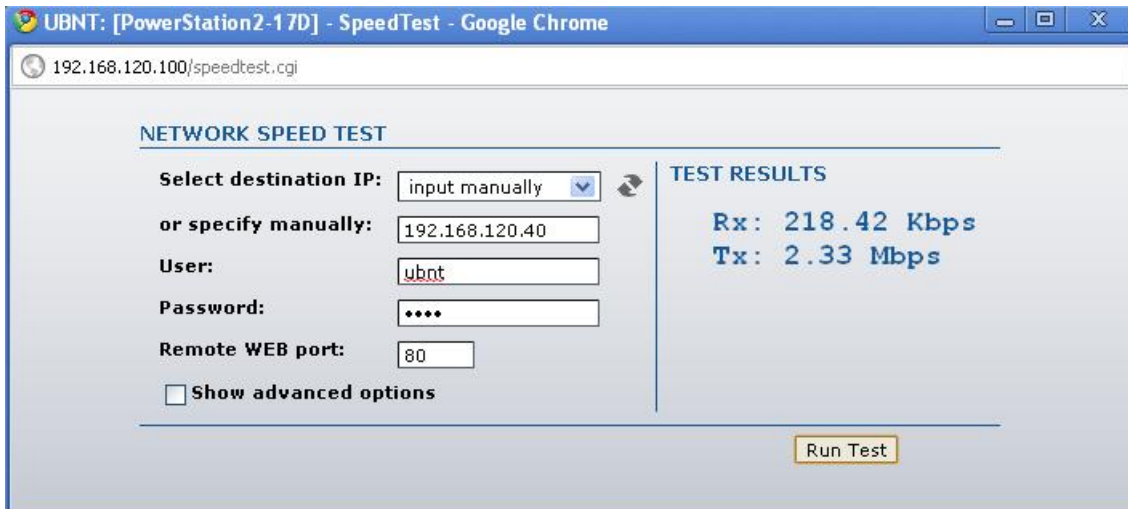 UBNT: [PowerStation2-17D] - SpeedTest - Google Chrome
192.168.120.100/speedtest.cgi
NETWORK SPEED TEST
Select destination IP: input manually
or specify manually: 192.168.120.40
User: ubnt
Password: ••••
Remote WEB port: 80
Show advanced options
TEST RESULTS
Rx: 218.42 Kbps
Tx: 2.33 Mbps
Run Test